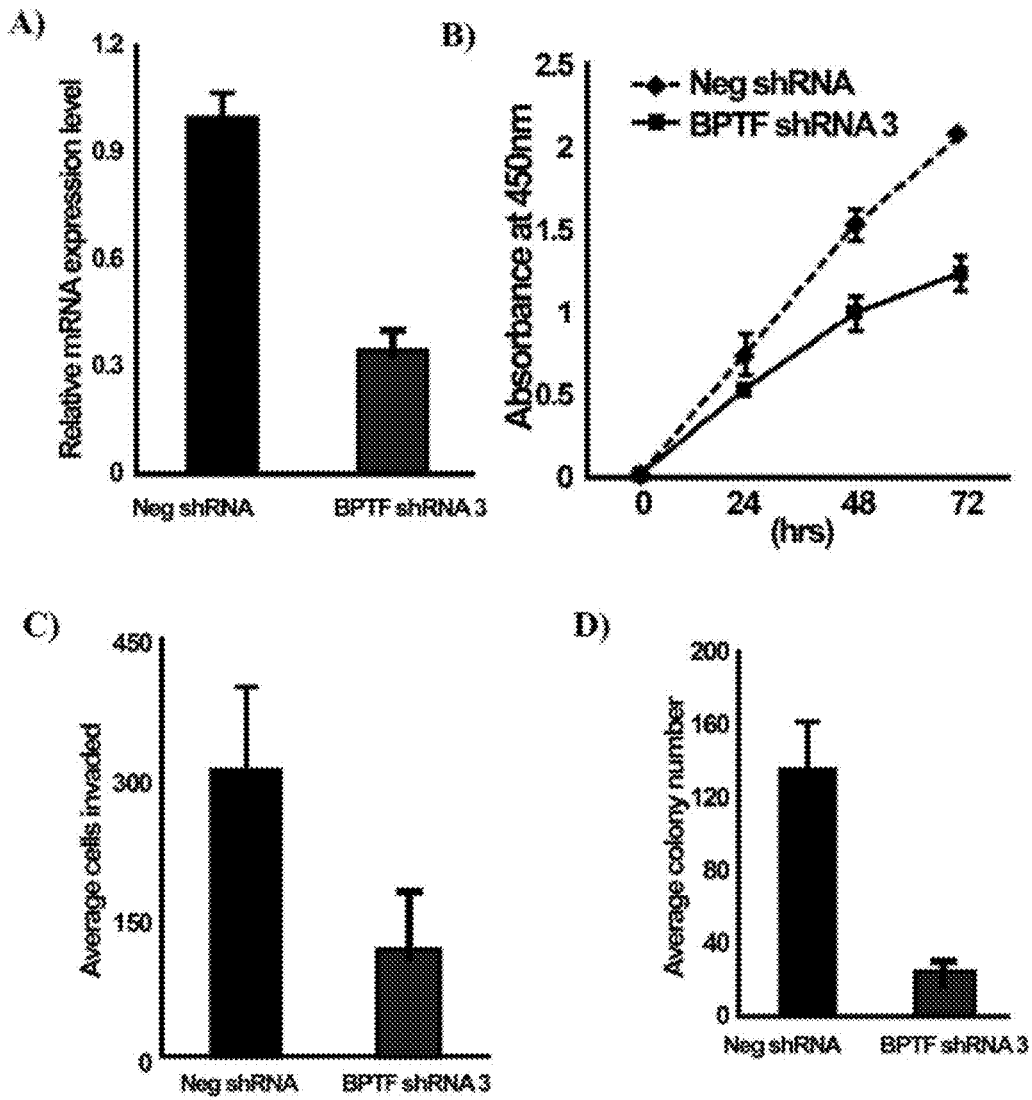 A)
Relative mRNA expression level
1.2
0.9
0.6
0.3
0
Neg shRNA
BPTF shRNA 3
B)
Absorbance at 450nm
2.5
2
1.5
1
0.5
0
Neg shRNA
BPTF shRNA 3
0 24 48 72
(hrs)
C)
Average cells invaded
450
300
150
0
Neg shRNA
BPTF shRNA 3
D)
Average colony number
200
160
120
80
40
0
Neg shRNA
BPTF shRNA 3